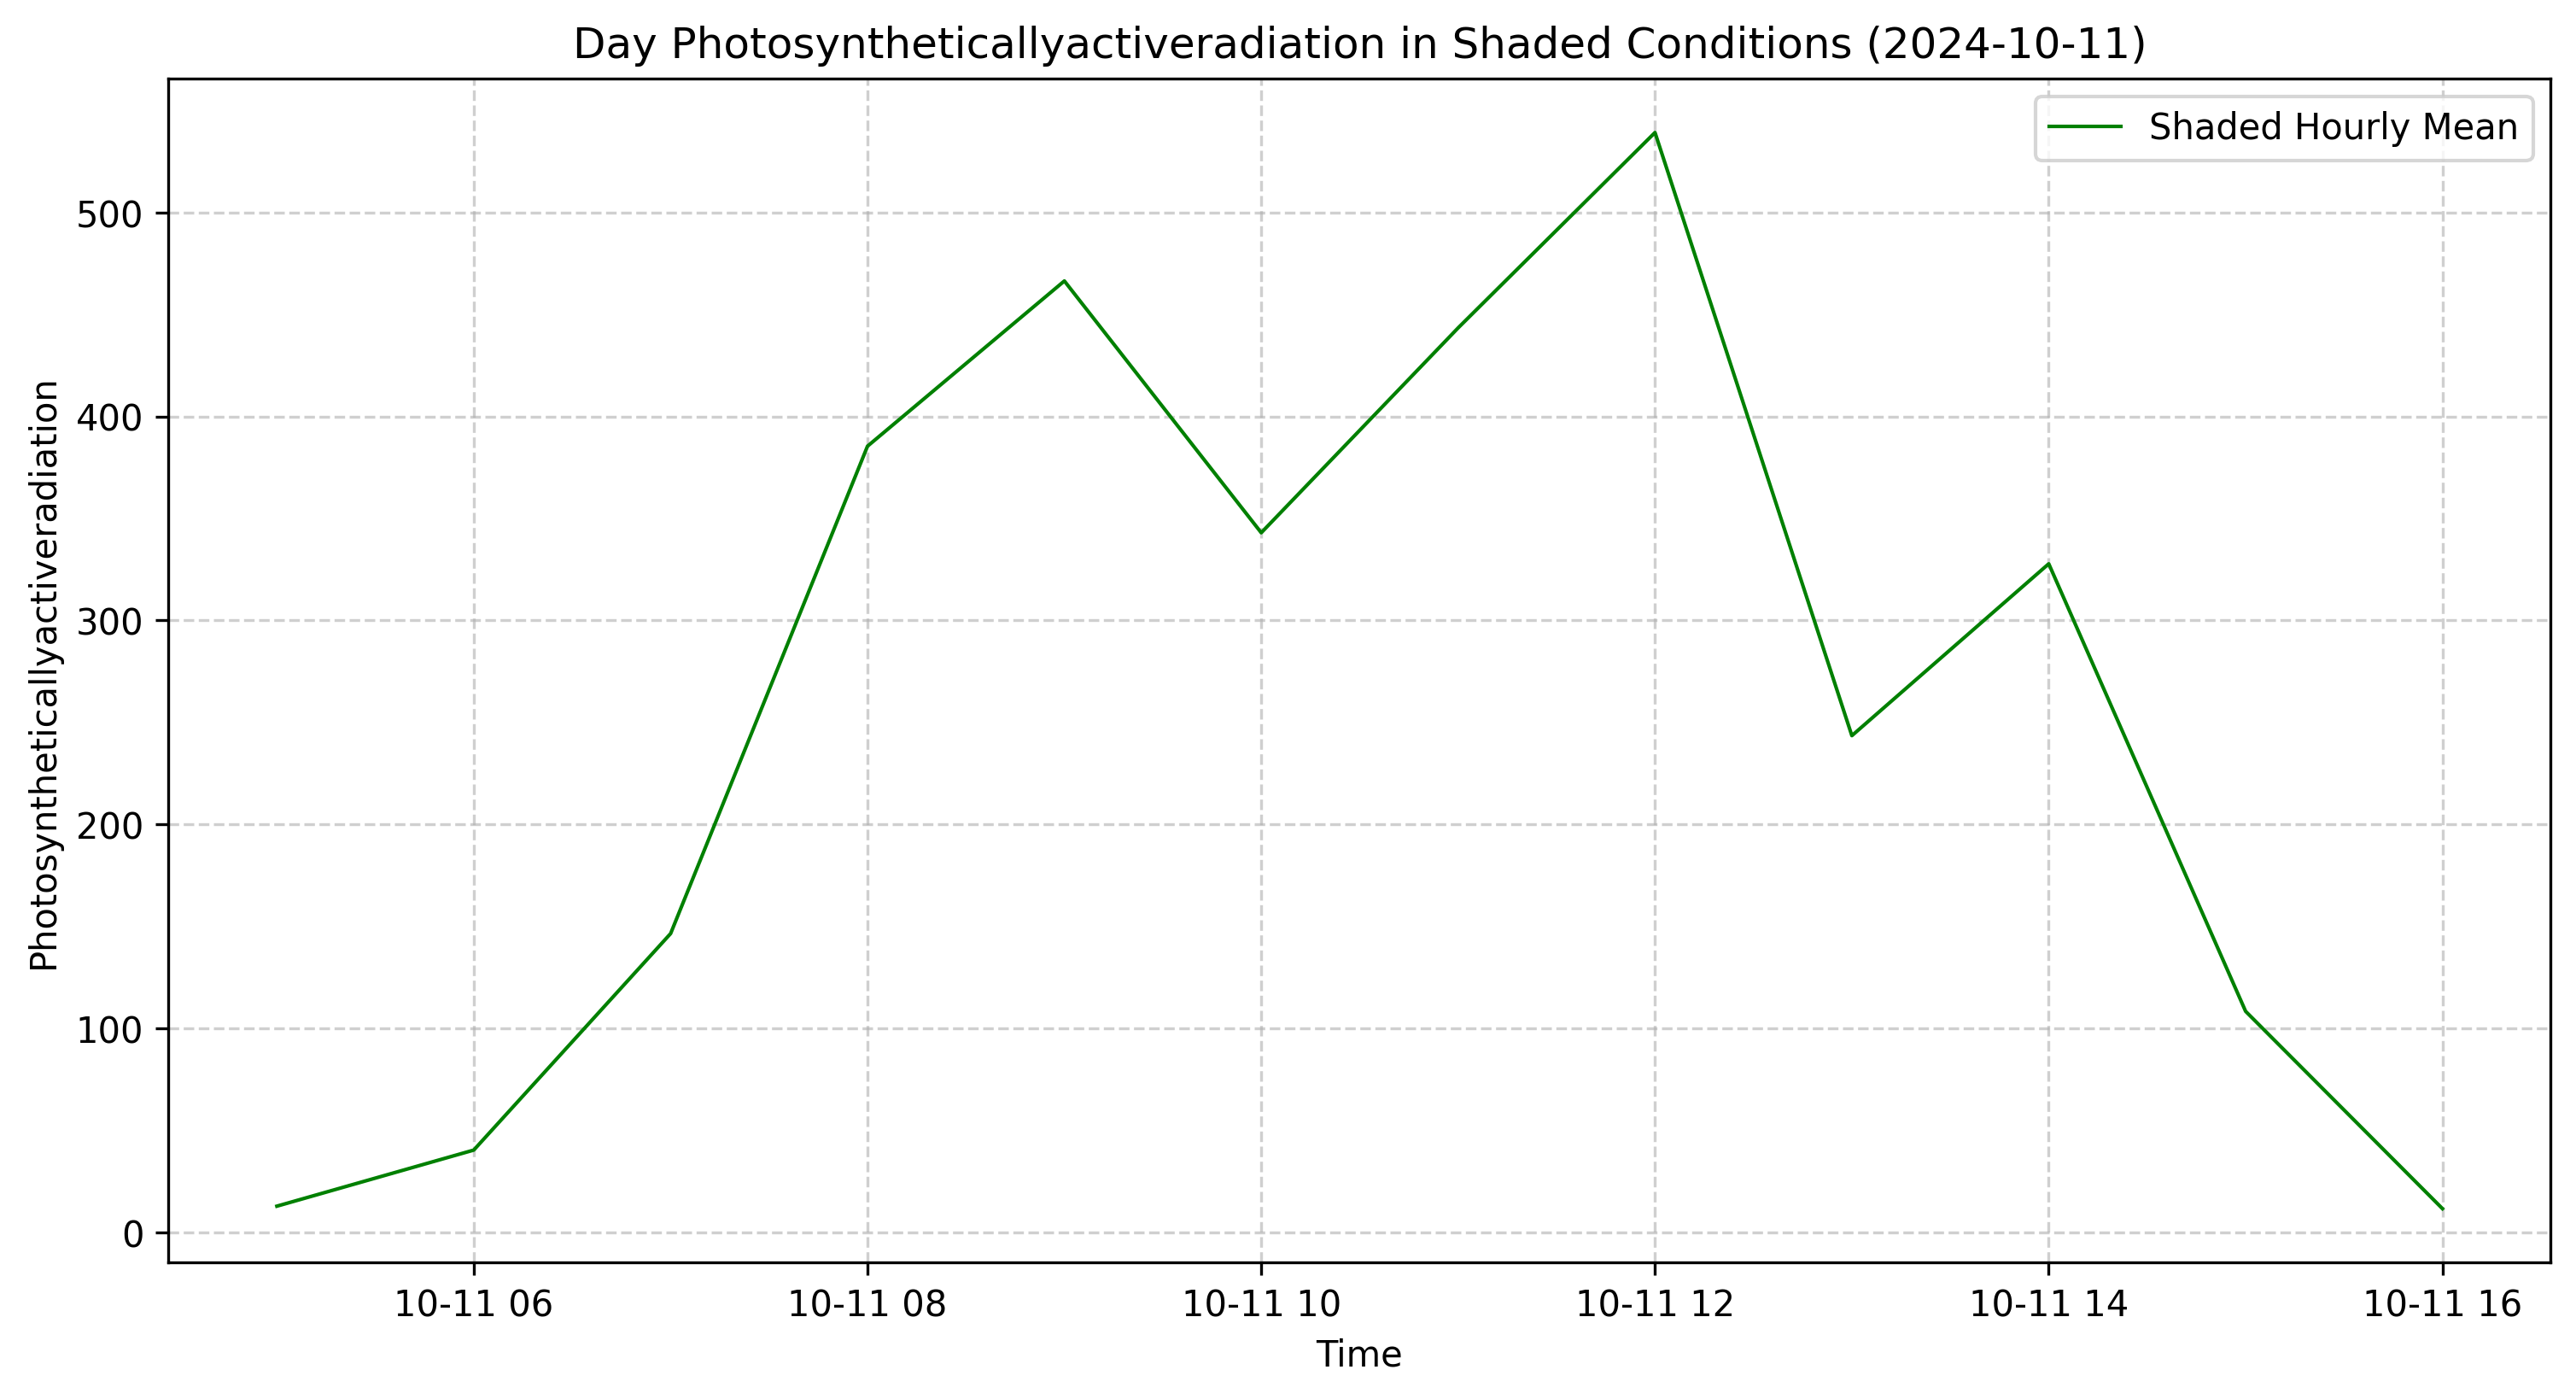 Day Photosyntheticallyactiveradiation in Shaded Conditions (2024-10-11)
Shaded Hourly Mean
Photosyntheticallyactiveradiation
500
400
300
200
100
0
10-11 06 10-11 08 10-11 10 10-11 12 10-11 14 10-11 16
Time